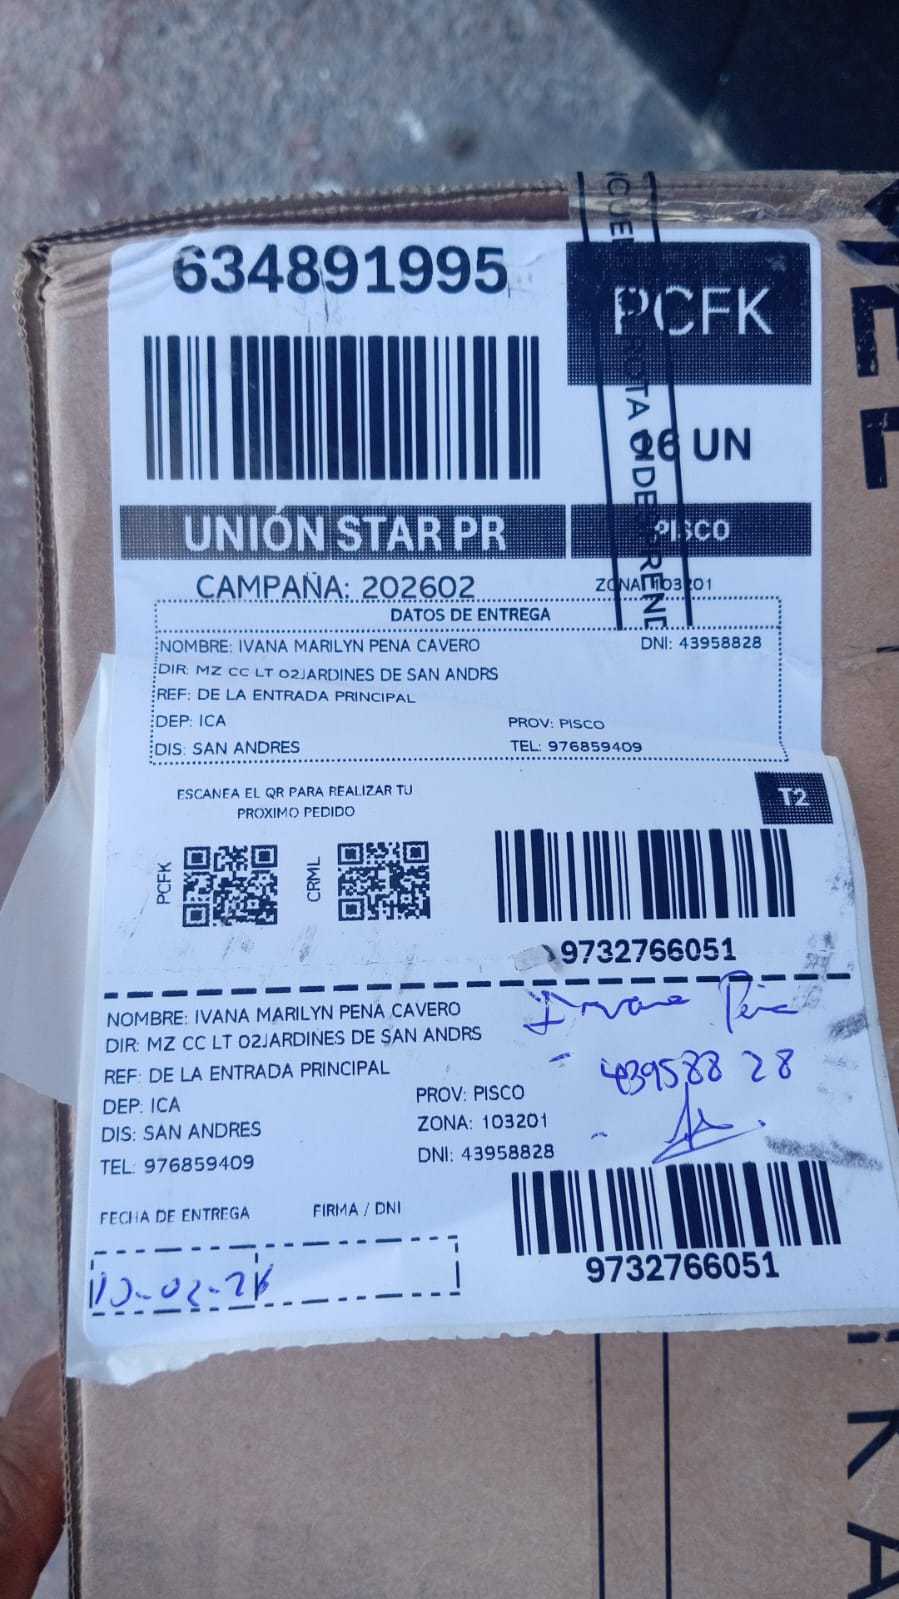 634891995
PCFK
06 UN
UNIÓN STAR PR
PISCO
CAMPAÑA: 202602
ZONA: 103201
DATOS DE ENTREGA
NOMBRE: IVANA MARILYN PENA CAVERO DNI: 43958828
DIR: MZ CC LT 02JARDINES DE SAN ANDRS
REF: DE LA ENTRADA PRINCIPAL
DEP: ICA PROV: PISCO
DIS: SAN ANDRES TEL: 976859409
ESCANEA EL QR PARA REALIZAR TU
PROXIMO PEDIDO
T2
PCFK
CRML
9732766051
NOMBRE: IVANA MARILYN PENA CAVERO
DIR: MZ CC LT 02JARDINES DE SAN ANDRS
REF: DE LA ENTRADA PRINCIPAL
DEP: ICA PROV: PISCO
DIS: SAN ANDRES ZONA: 103201
TEL: 976859409 DNI: 43958828
Ivana Peña
43958828
FECHA DE ENTREGA FIRMA / DNI
9732766051